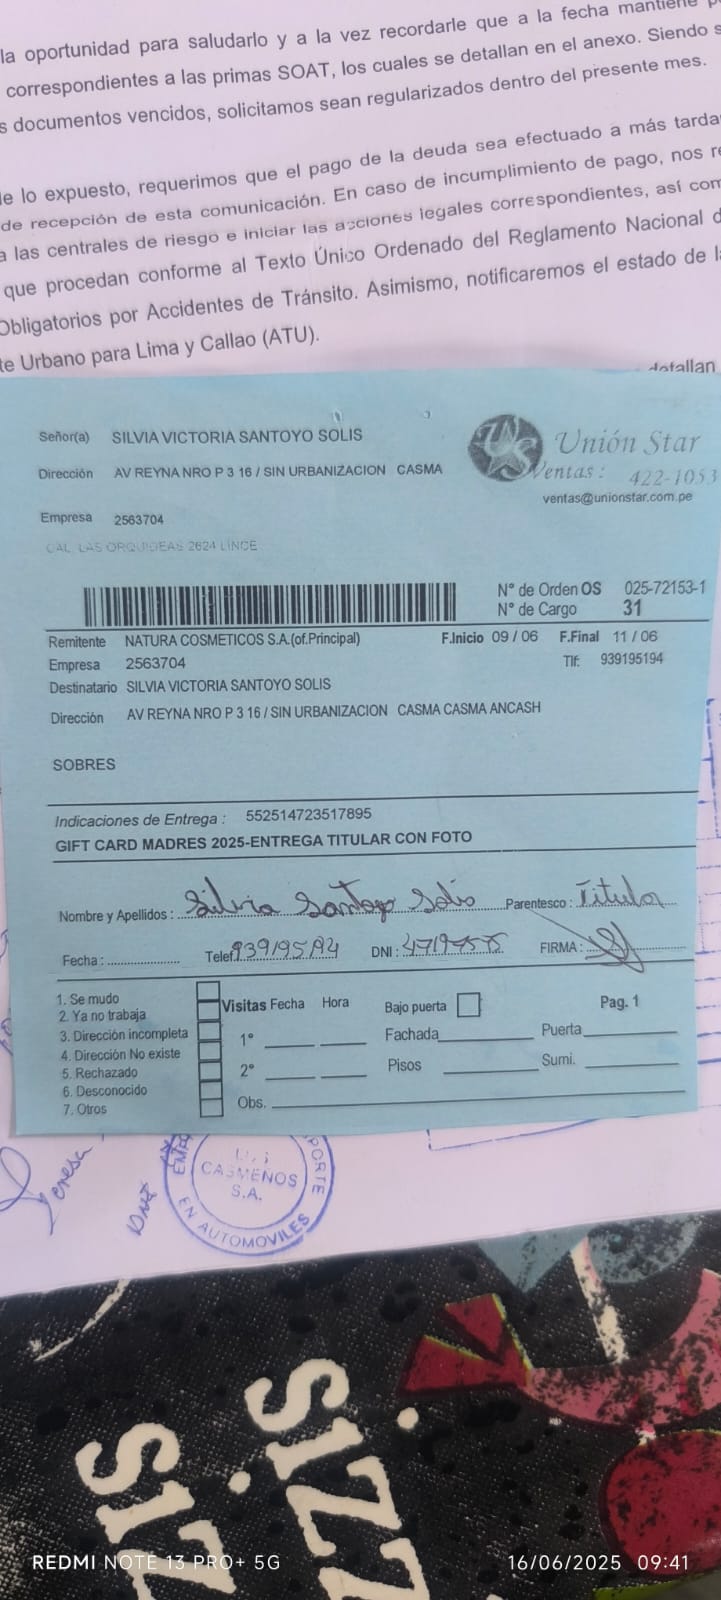 la oportunidad para saludarlo y a la vez recordarle que a la fecha mantiene
correspondientes a las primas SOAT, los cuales se detallan en el anexo. Siendo
s documentos vencidos, solicitamos sean regularizados dentro del presente mes.
de lo expuesto, requerimos que el pago de la deuda sea efectuado a más tarda
de recepción de esta comunicación. En caso de incumplimiento de pago, nos re
a las centrales de riesgo e iniciar las acciones legales correspondientes, así com
que procedan conforme al Texto Único Ordenado del Reglamento Nacional d
Obligatorios por Accidentes de Tránsito. Asimismo, notificaremos el estado de la
te Urbano para Lima y Callao (ATU).
detallan
Señor(a) SILVIA VICTORIA SANTOYO SOLIS
Unión Star
Dirección AV REYNA NRO P 3 16 / SIN URBANIZACION CASMA
Ventas : 422-1053
ventas@unionstar.com.pe
Empresa 2563704
CAL. LAS ORQUIDEAS 2624 LINCE
N° de Orden OS 025-72153-1
N° de Cargo 31
Remitente NATURA COSMETICOS S.A.(of.Principal) F.Inicio 09 / 06 F.Final 11 / 06
Empresa 2563704 Tlf: 939195194
Destinatario SILVIA VICTORIA SANTOYO SOLIS
Dirección AV REYNA NRO P 3 16 / SIN URBANIZACION CASMA CASMA ANCASH
SOBRES
Indicaciones de Entrega : 552514723517895
GIFT CARD MADRES 2025-ENTREGA TITULAR CON FOTO
Nombre y Apellidos : Silvia Santoyo Solis Parentesco : Titular
Fecha : Telef DNI : FIRMA :
1. Se mudo
2. Ya no trabaja
3. Dirección incompleta
4. Dirección No existe
5. Rechazado
6. Desconocido
7. Otros
Visitas Fecha Hora Bajo puerta Pag. 1
1° Fachada Puerta
2° Pisos Sumi.
Obs.
CASMEÑOS
S.A.
EN AUTOMOVILES
SIZZ
SIZ
REDMI NOTE 13 PRO+ 5G 16/06/2025 09:41